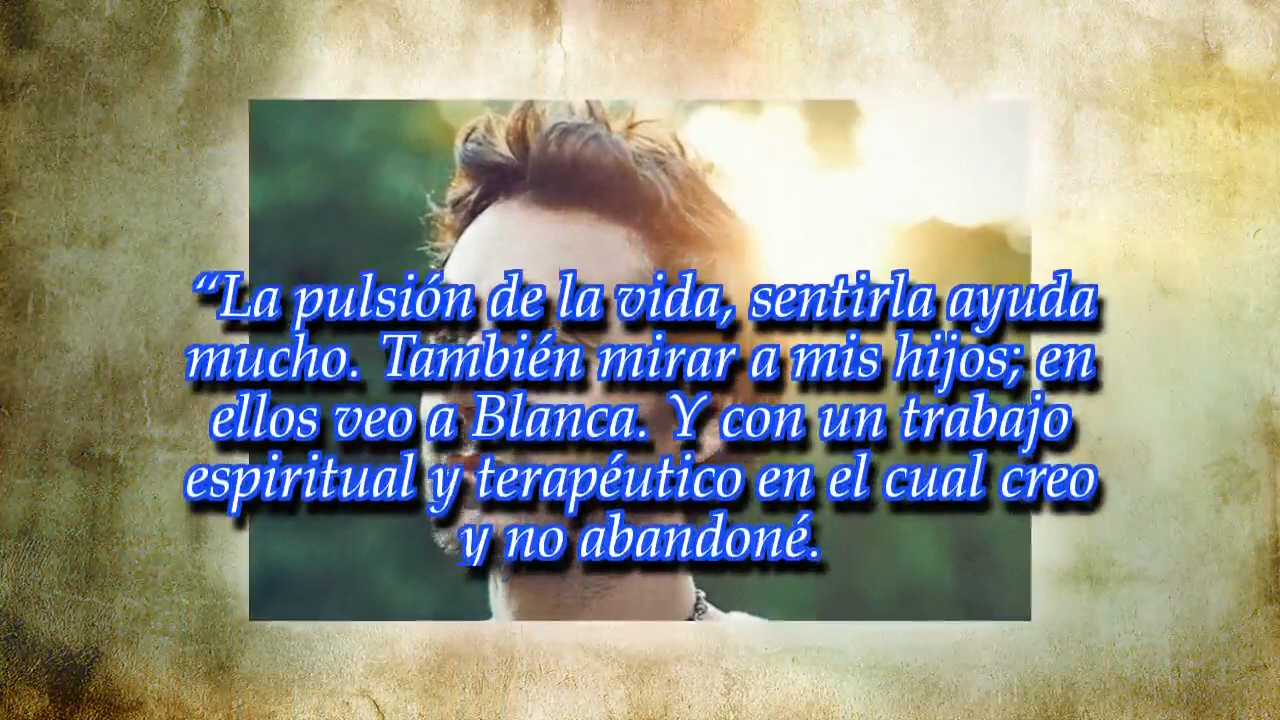 “La pulsión de la vida, sentirla ayuda
mucho. También mirar a mis hijos; en
ellos veo a Blanca. Y con un trabajo
espiritual y terapéutico en el cual creo
y no abandoné.